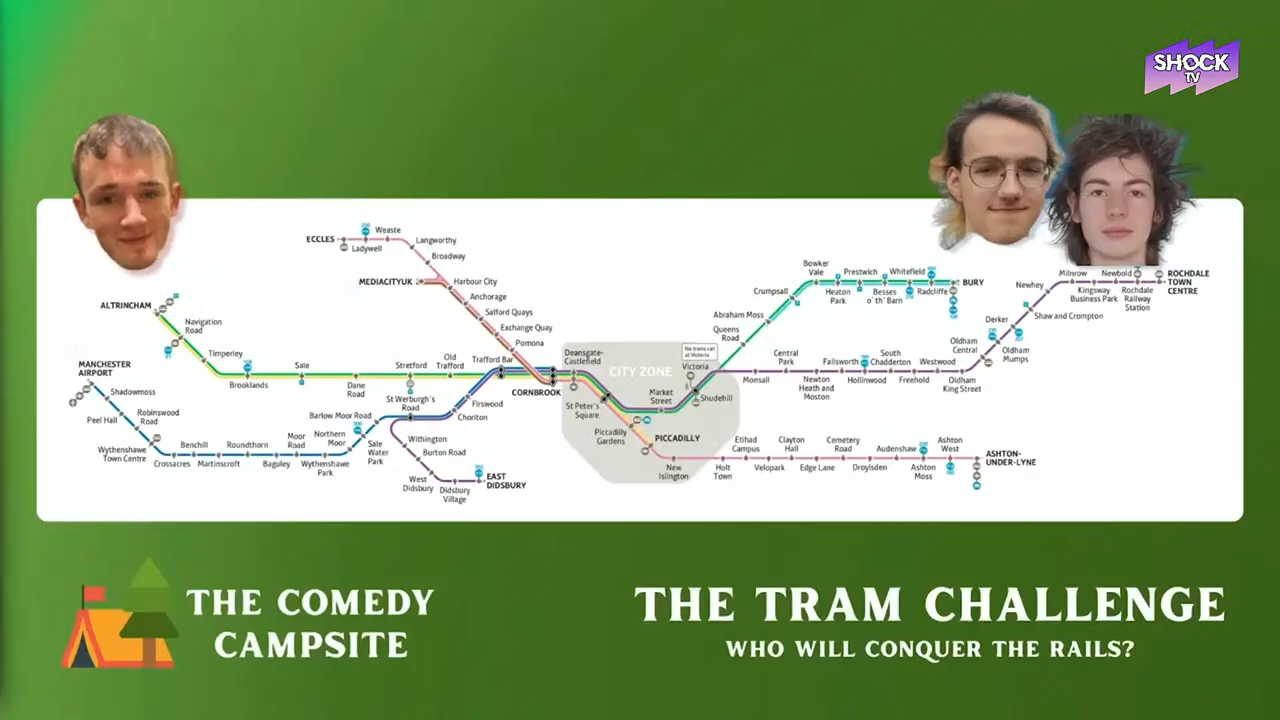 SHOCK
TV
ECCLES
Weaste
Ladywell
Langworthy
Broadway
MEDIACITYUK
Harbour City
Anchorage
Salford Quays
Exchange Quay
Pomona
ALTRINCHAM
Navigation
Road
Timperley
Brooklands
Sale
Dane
Road
Stretford
Old
Trafford
Trafford Bar
CORNBROOK
Deansgate-
Castlefield
CITY ZONE
No trams call
at Victoria
Victoria
Shudehill
Market
Street
St Peter's
Square
Piccadilly
Gardens
PICCADILLY
New
Islington
Holt
Town
Etihad
Campus
Velopark
Clayton
Hall
Edge Lane
Cemetery
Road
Droylsden
Audenshaw
Ashton
Moss
Ashton
West
ASHTON-
UNDER-LYNE
MANCHESTER
AIRPORT
Shadowmoss
Peel Hall
Robinswood
Road
Wythenshawe
Town Centre
Crossacres
Benchill
Martinscroft
Roundthorn
Baguley
Moor
Road
Wythenshawe
Park
Northern
Moor
Sale
Water
Park
Barlow Moor Road
St Werburgh's
Road
Chorlton
Firswood
Withington
Burton Road
West
Didsbury
Didsbury
Village
EAST
DIDSBURY
Queens
Road
Abraham Moss
Crumpsall
Bowker
Vale
Heaton
Park
Prestwich
Besses
o' th' Barn
Whitefield
Radcliffe
BURY
Monsall
Central
Park
Newton
Heath and
Moston
Failsworth
Hollinwood
South
Chadderton
Freehold
Westwood
Oldham
King Street
Oldham
Central
Oldham
Mumps
Derker
Shaw and Crompton
Newhey
Milnrow
Kingsway
Business Park
Newbold
Rochdale
Railway
Station
ROCHDALE
TOWN
CENTRE
THE COMEDY
CAMPSITE
THE TRAM CHALLENGE
WHO WILL CONQUER THE RAILS?